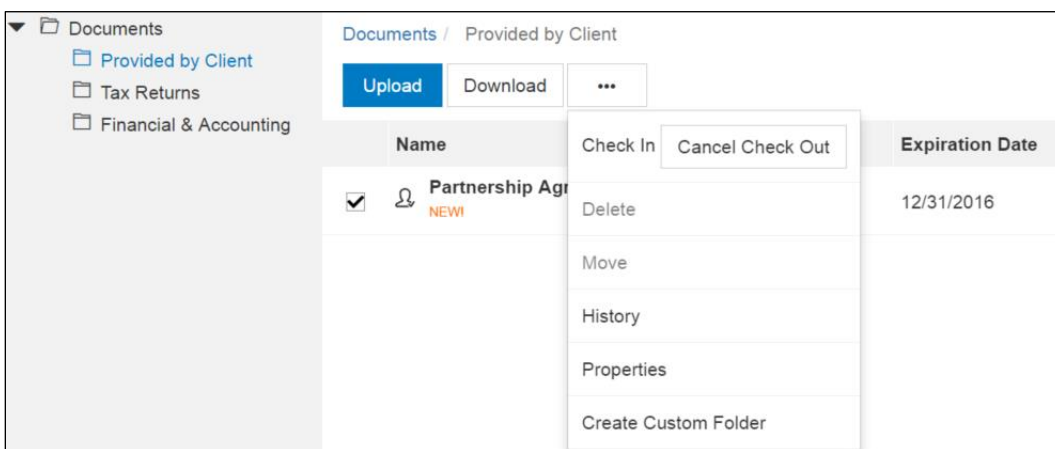 Documents
Provided by Client
Tax Returns
Financial & Accounting
Documents / Provided by Client
Upload Download •••
Name Expiration Date
Check In Cancel Check Out
Partnership
NEW!
12/31/2016
Delete
Move
History
Properties
Create Custom Folder